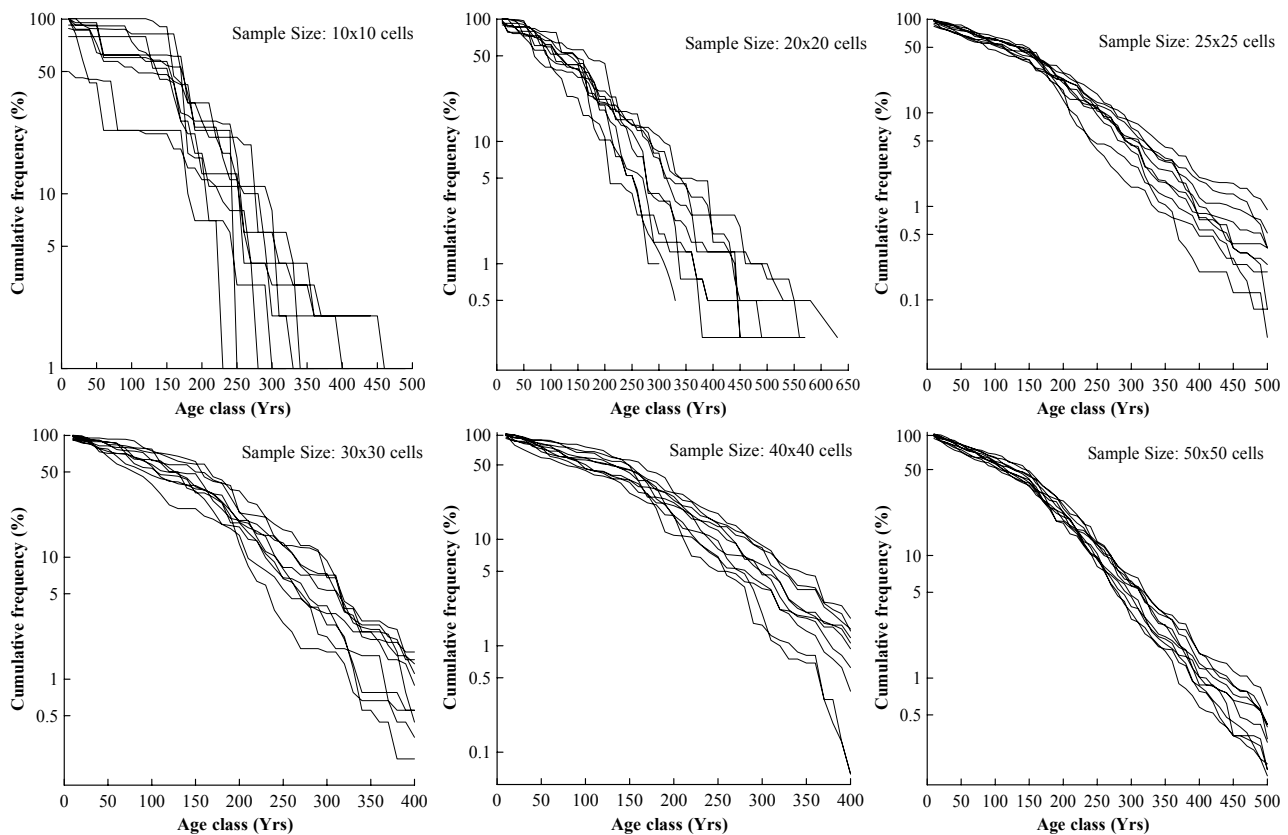 Sample Size: 10x10 cells
Cumulative frequency (%)
100
50
10
5
1
0 50 100 150 200 250 300 350 400 450 500
Age class (Yrs)
Sample Size: 20x20 cells
Cumulative frequency (%)
100
50
10
5
1
0.5
0 50 100 150 200 250 300 350 400 450 500 550 600 650
Age class (Yrs)
Sample Size: 25x25 cells
Cumulative frequency (%)
100
50
10
5
1
0.5
0.1
0 50 100 150 200 250 300 350 400 450 500
Age class (Yrs)
Sample Size: 30x30 cells
Cumulative frequency (%)
100
50
10
5
1
0.5
0 50 100 150 200 250 300 350 400
Age class (Yrs)
Sample Size: 40x40 cells
Cumulative frequency (%)
100
50
10
5
1
0.5
0.1
0 50 100 150 200 250 300 350 400
Age class (Yrs)
Sample Size: 50x50 cells
Cumulative frequency (%)
100
50
10
5
1
0.5
0 50 100 150 200 250 300 350 400 450 500
Age class (Yrs)